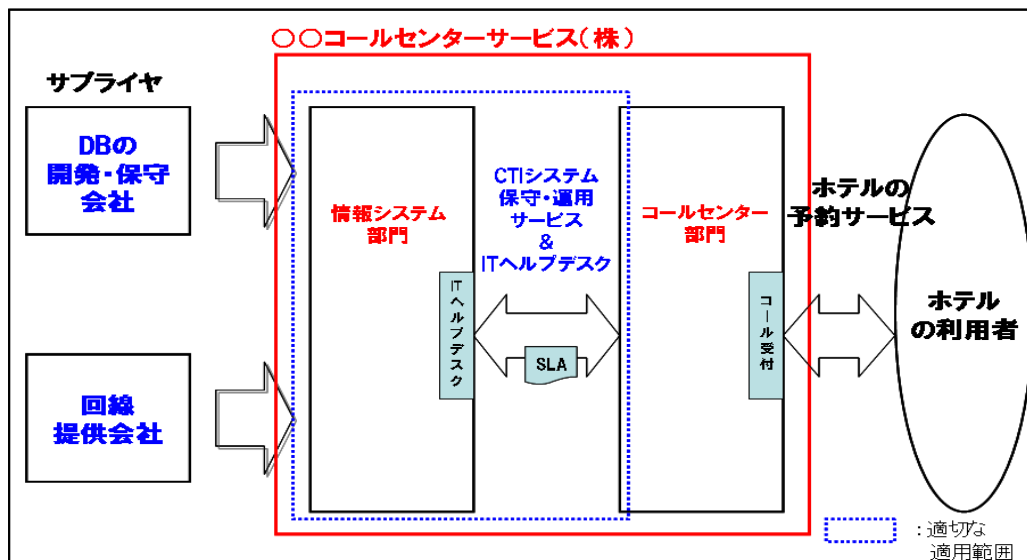 〇〇コールセンターサービス(株)
サプライヤ
DBの
開発・保守
会社
回線
提供会社
情報システム
部門
ITヘルプデスク
CTIシステム
保守・運用
サービス
&
ITヘルプデスク
SLA
コールセンター
部門
コール受付
ホテルの
予約サービス
ホテル
の利用者
:適切な
適用範囲